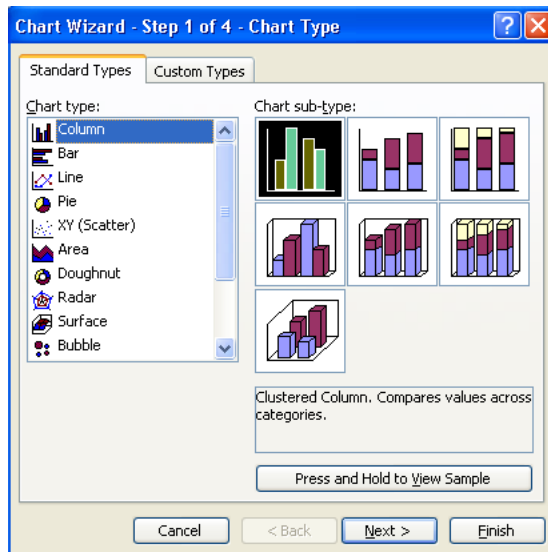 Chart Wizard - Step 1 of 4 - Chart Type
Standard Types Custom Types
Chart type:
Column
Bar
Line
Pie
XY (Scatter)
Area
Doughnut
Radar
Surface
Bubble
Chart sub-type:
Clustered Column. Compares values across
categories.
Press and Hold to View Sample
Cancel < Back Next > Finish